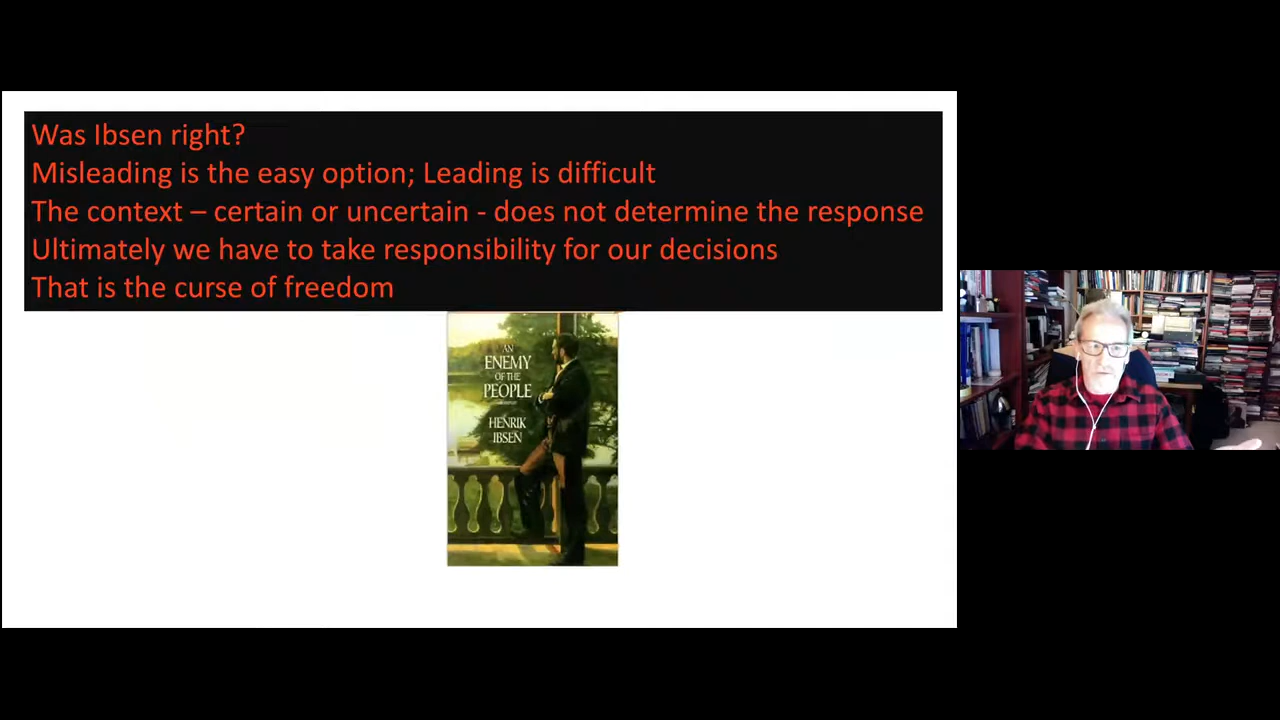 Was Ibsen right?
Misleading is the easy option; Leading is difficult
The context – certain or uncertain - does not determine the response
Ultimately we have to take responsibility for our decisions
That is the curse of freedom
AN
ENEMY
OF THE
PEOPLE
HENRIK
IBSEN